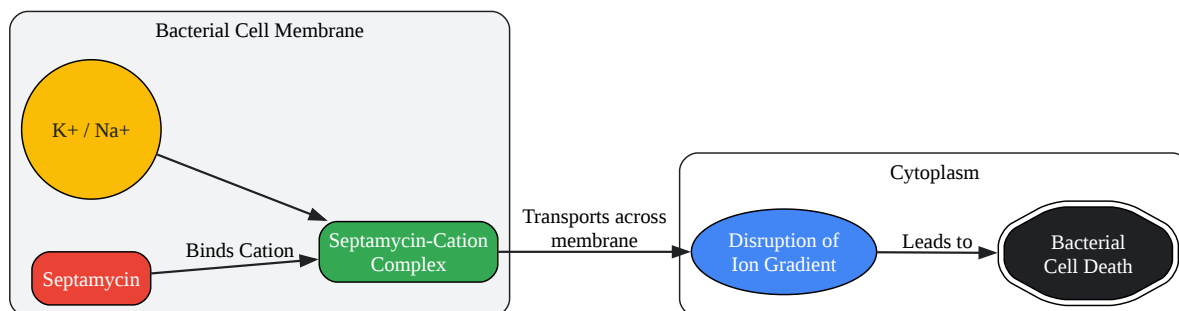 Bacterial Cell Membrane
K+ / Na+
Binds Cation
Septamycin
Septamycin-Cation
Complex
Transports across
membrane
Cytoplasm
Disruption of
Ion Gradient
Leads to
Bacterial
Cell Death